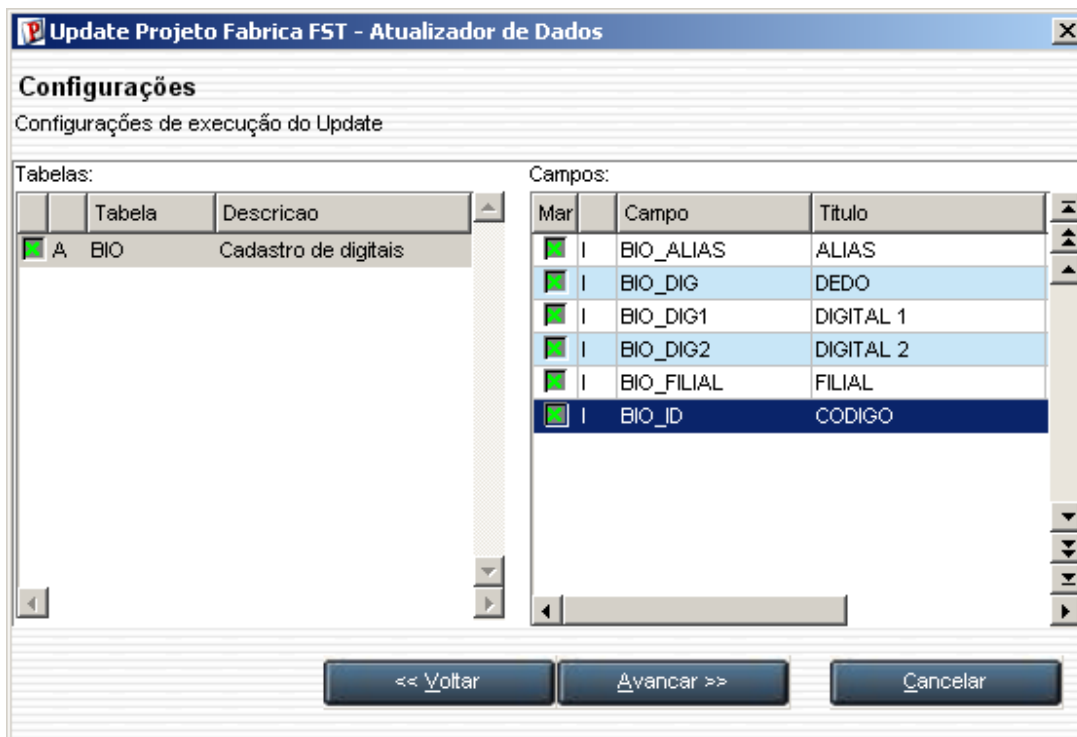 Update Projeto Fabrica FST - Atualizador de Dados
Configurações
Configurações de execução do Update
Tabelas:
Tabela Descricao
A BIO Cadastro de digitais
Campos:
Mar Campo Titulo
I BIO_ALIAS ALIAS
I BIO_DIG DEDO
I BIO_DIG1 DIGITAL 1
I BIO_DIG2 DIGITAL 2
I BIO_FILIAL FILIAL
I BIO_ID CODIGO
<< Voltar Avancar >> Cancelar